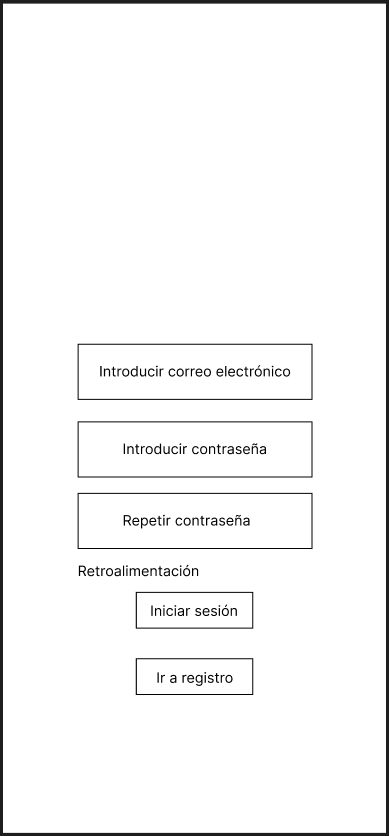 Introducir correo electrónico
Introducir contraseña
Repetir contraseña
Retroalimentación
Iniciar sesión
Ir a registro